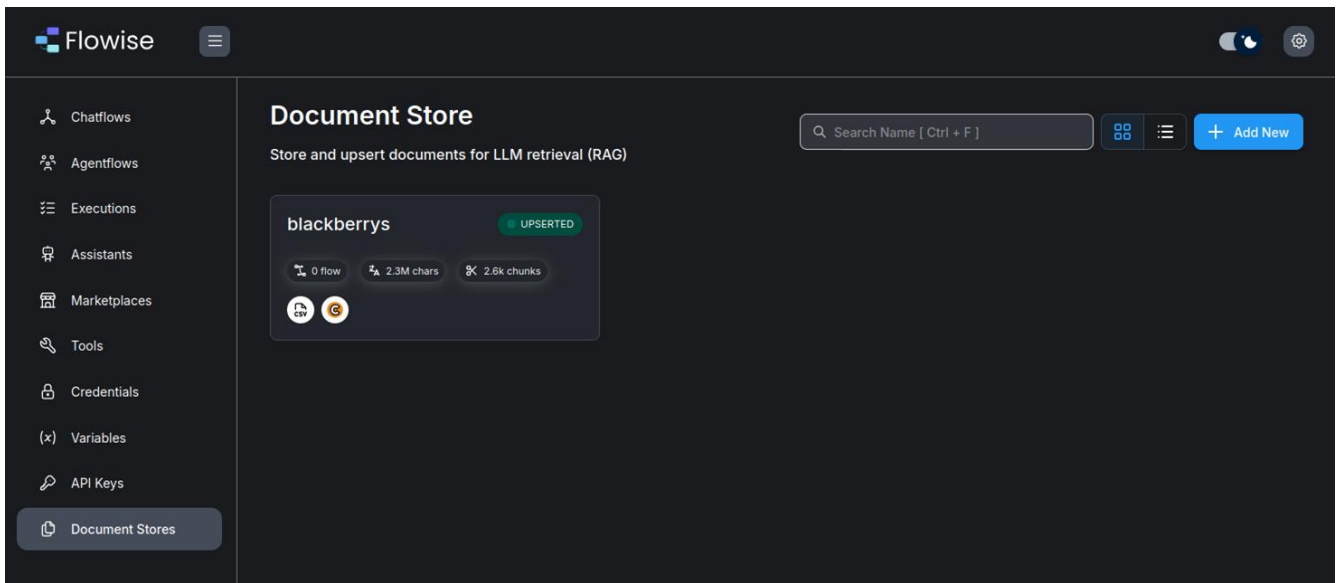 Flowise
Chatflows
Agentflows
Executions
Assistants
Marketplaces
Tools
Credentials
(x) Variables
API Keys
Document Stores
Document Store
Search Name [ Ctrl + F ]
+ Add New
Store and upsert documents for LLM retrieval (RAG)
blackberrys
UPSERTED
0 flow
2.3M chars
2.6k chunks
CSV